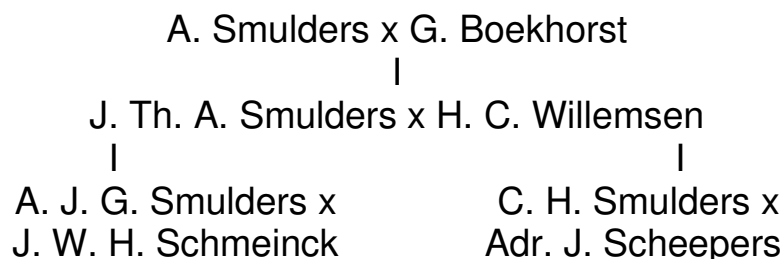 A. Smulders x G. Boekhorst
J. Th. A. Smulders x H. C. Willemsen
A. J. G. Smulders x C. H. Smulders x
J. W. H. Schmeinck Adr. J. Scheepers